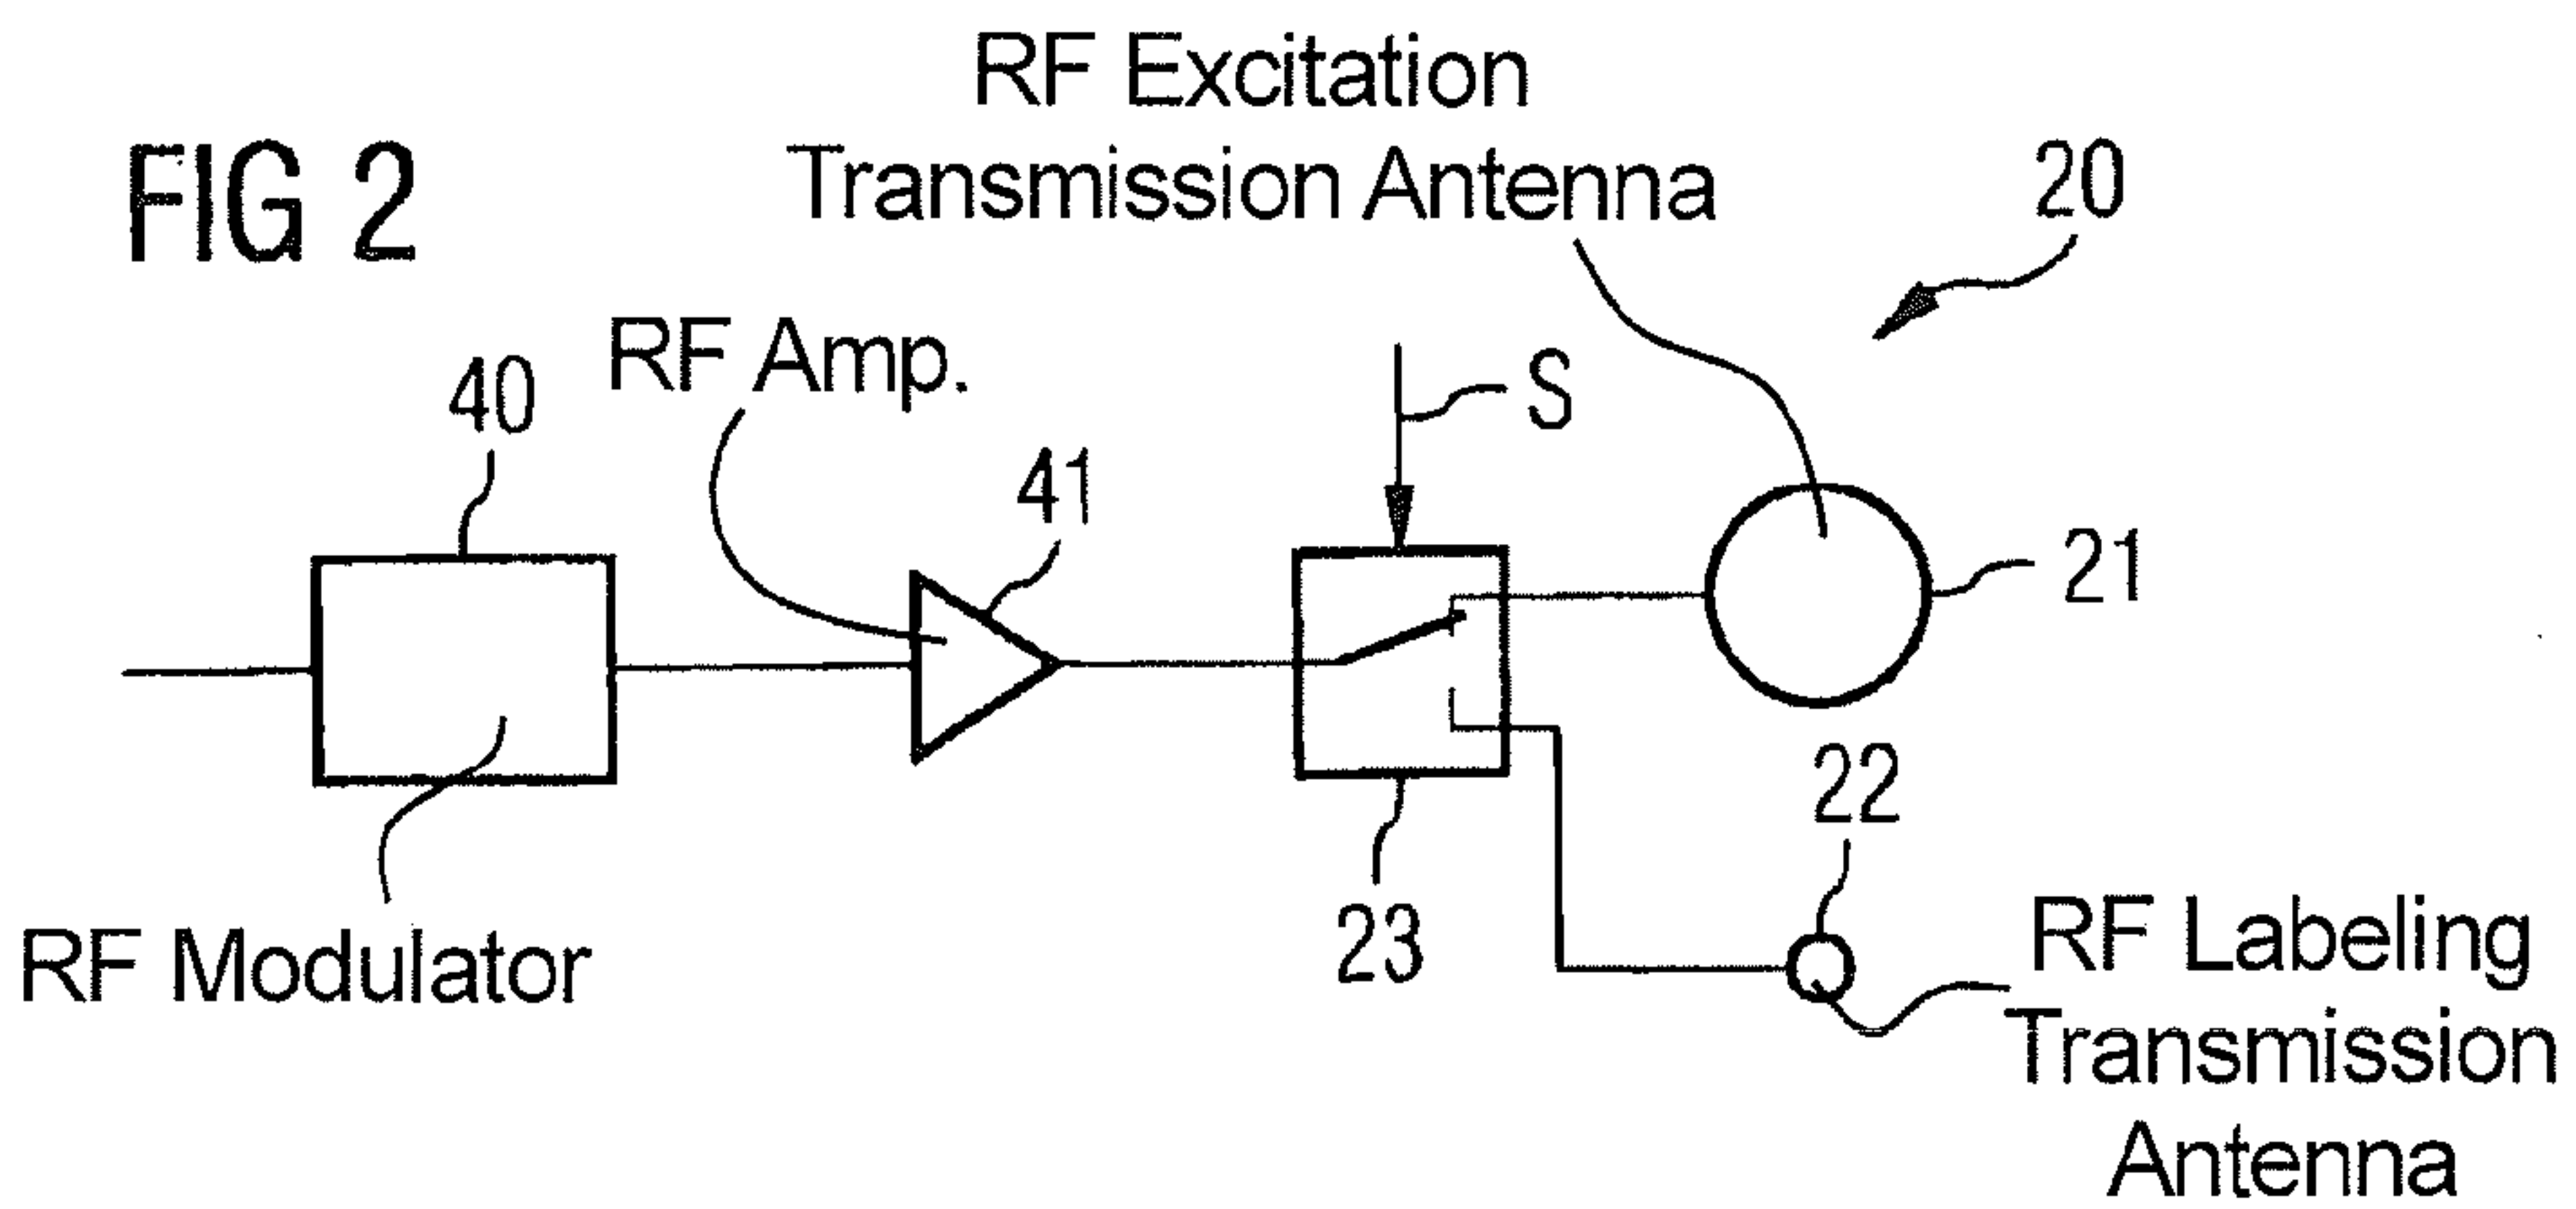 FIG 2
RF Excitation
Transmission Antenna
20
RF Amp.
40
S
41
21
22
23
RF Modulator
RF Labeling
Transmission
Antenna